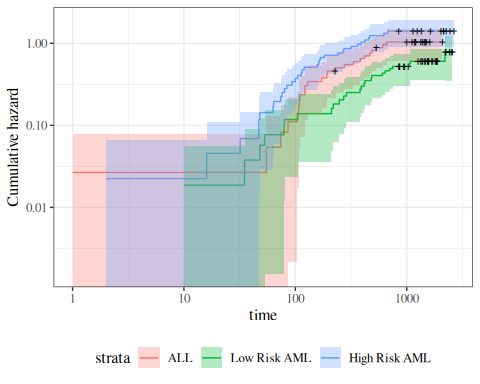 Cumulative hazard
1.00
0.10
0.01
1
10
100
1000
time
strata
ALL
Low Risk AML
High Risk AML